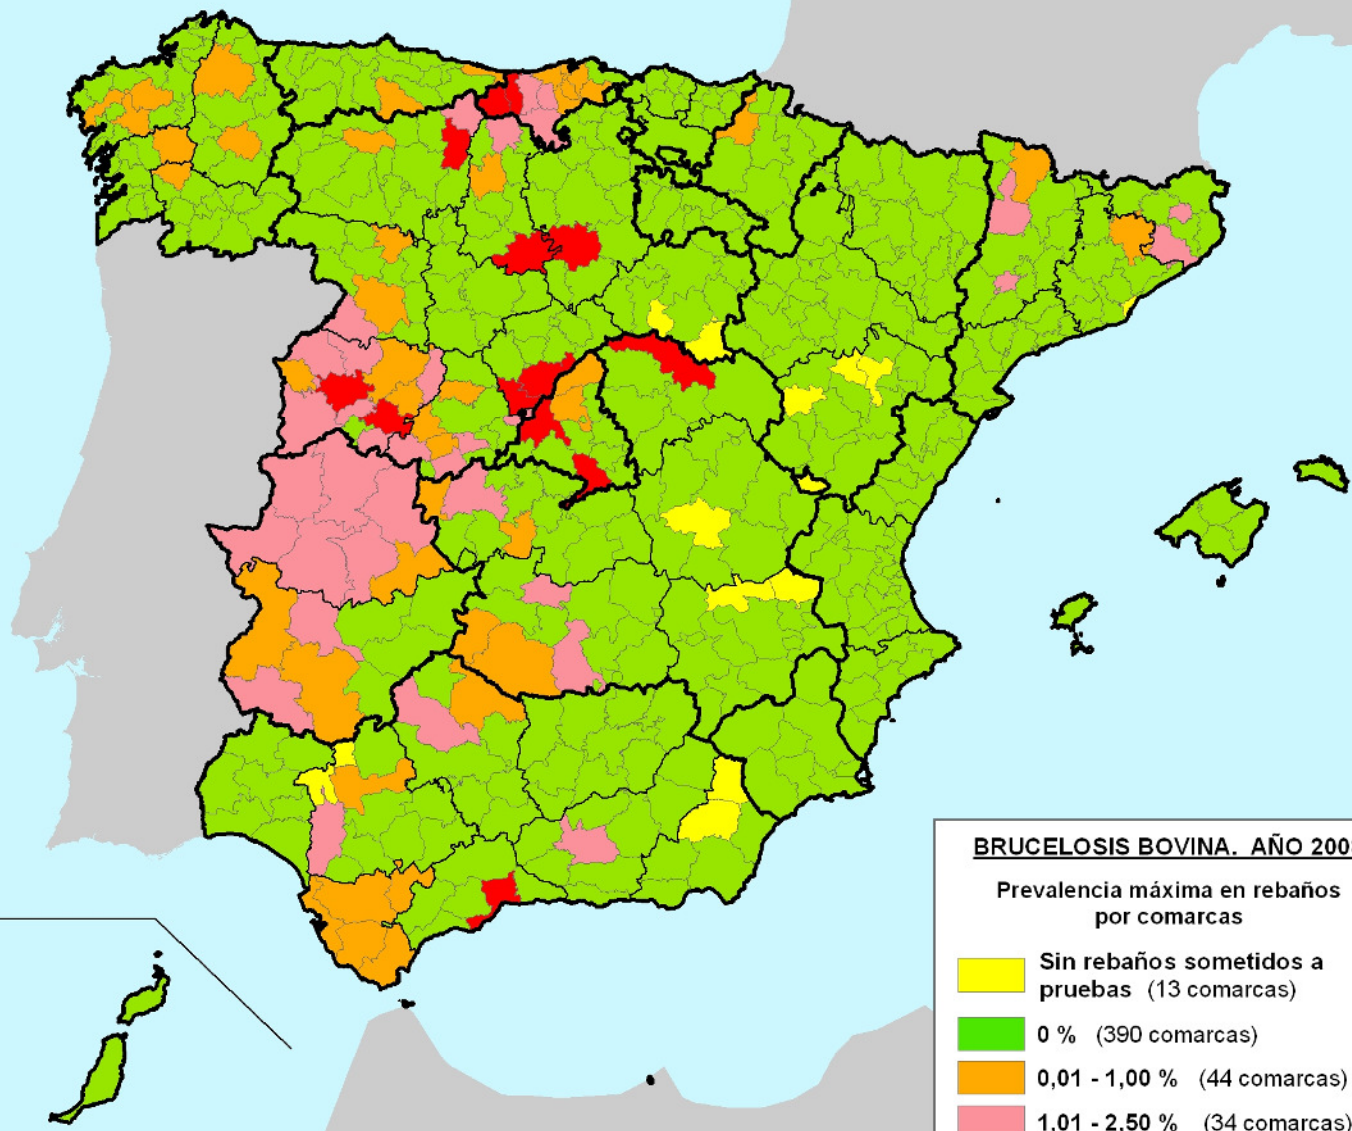 BRUCELOSIS BOVINA. AÑO 200
Prevalencia máxima en rebaños
por comarcas
Sin rebaños sometidos a
pruebas (13 comarcas)
0 % (390 comarcas)
0,01 - 1,00 % (44 comarcas)
1,01 - 2,50 % (34 comarcas)